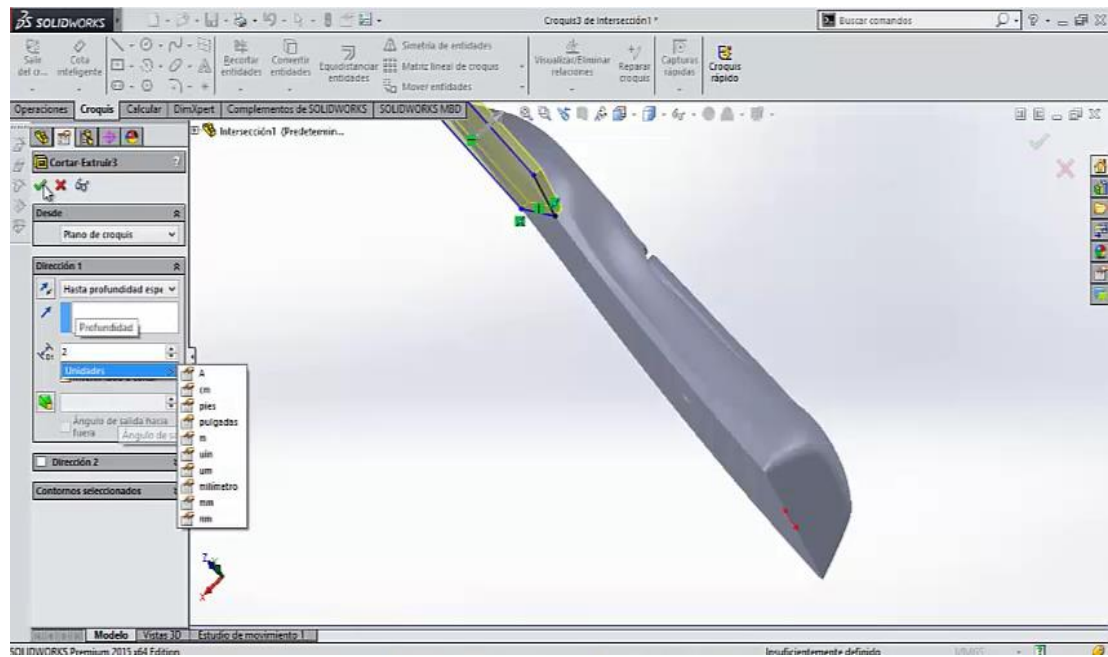 SOLIDWORKS
Croquis3 de Intersección1 *
Buscar comandos
Salir del cr...
Cota inteligente
Recortar entidades
Convertir entidades
Equidistanciar entidades
Simetría de entidades
Matriz lineal de croquis
Mover entidades
Visualizar/Eliminar relaciones
Reparar croquis
Capturas rápidas
Croquis rápido
Operaciones
Croquis
Calcular
DimXpert
Complementos de SOLIDWORKS
SOLIDWORKS MBD
Intersección1 (Predetermin...
Cortar-Extruir3
?
Desde
Plano de croquis
Dirección 1
Hasta profundidad espe
Profundidad
D1
2
Unidades
A
cm
pies
pulgadas
m
uin
um
milímetro
mm
nm
Ángulo de salida hacia fuera
Ángulo de s
Dirección 2
Contornos seleccionados
Z
X
Modelo
Vistas 3D
Estudio de movimiento 1
SOLIDWORKS Premium 2015 x64 Edition
Insuficientemente definido
MMGS